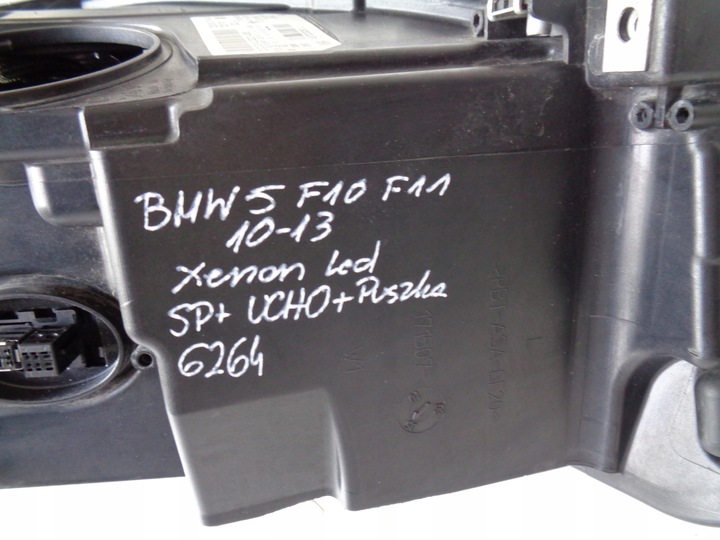 BMW 5 F10 F11
10-13
Xenon led
SP+ UCHO+Puszka
6264